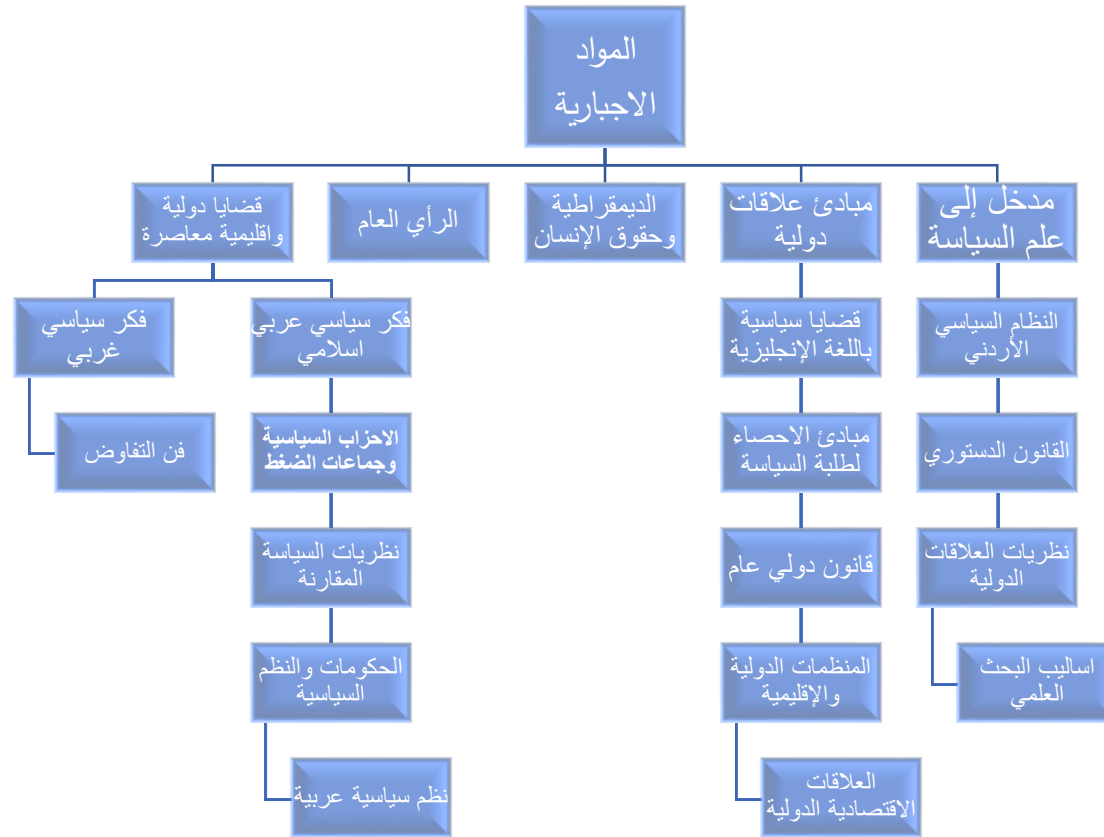 المواد
الاجبارية
مدخل إلى
علم السياسة
مبادئ علاقات
دولية
الديمقراطية
وحقوق الإنسان
الرأي العام
قضايا دولية
واقليمية معاصرة
النظام السياسي
الأردني
قضايا سياسية
باللغة الإنجليزية
فكر سياسي عربي
اسلامي
فكر سياسي
غربي
القانون الدستوري
مبادئ الاحصاء
لطلبة السياسة
الاحزاب السياسية
وجماعات الضغط
فن التفاوض
نظريات العلاقات
الدولية
قانون دولي عام
نظريات السياسة
المقارنة
اساليب البحث
العلمي
المنظمات الدولية
والإقليمية
الحكومات والنظم
السياسية
العلاقات
الاقتصادية الدولية
نظم سياسية عربية